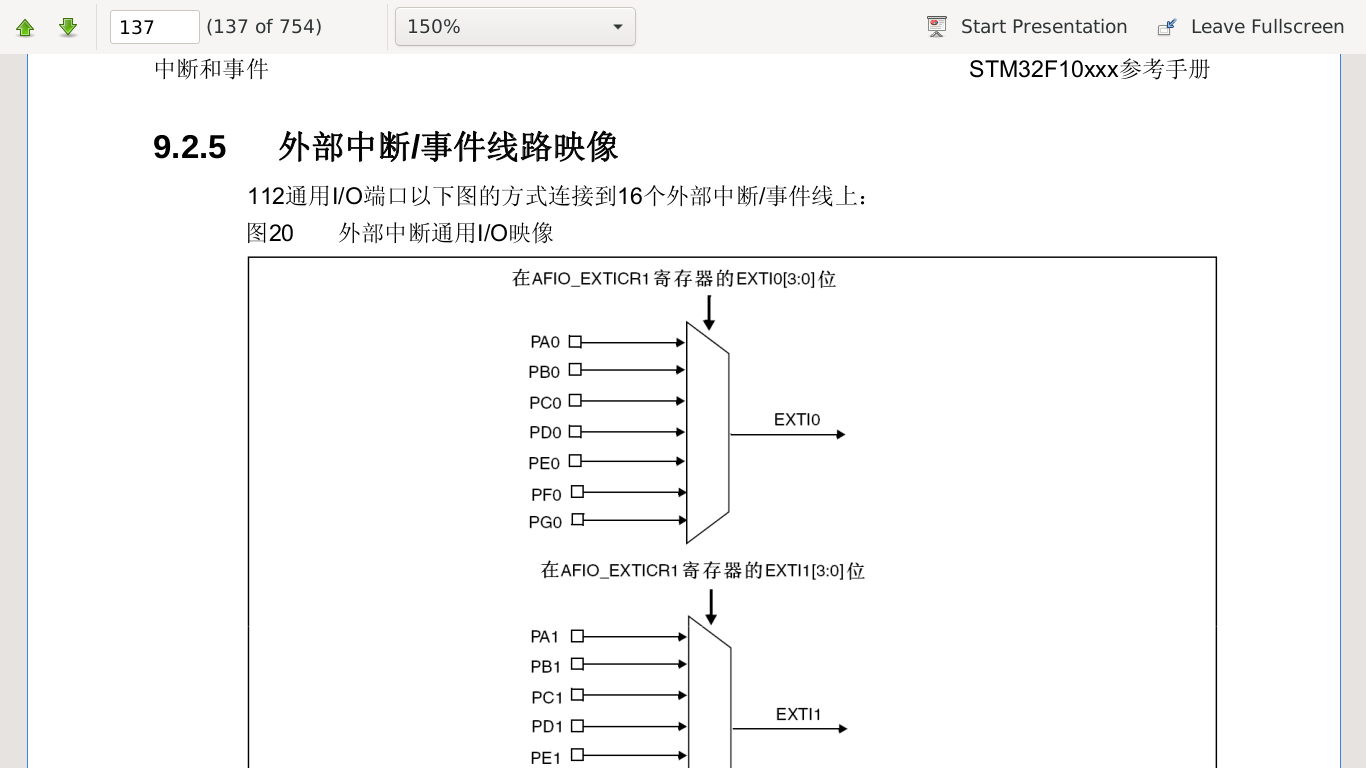 137 (137 of 754) 150% Start Presentation Leave Fullscreen
中断和事件 STM32F10xxx参考手册
9.2.5 外部中断/事件线路映像
112通用I/O端口以下图的方式连接到16个外部中断/事件线上：
图20 外部中断通用I/O映像
在AFIO_EXTICR1寄存器的EXTI0[3:0]位
PA0
PB0
PC0
EXTI0
PD0
PE0
PF0
PG0
在AFIO_EXTICR1寄存器的EXTI1[3:0]位
PA1
PB1
PC1
EXTI1
PD1
PE1